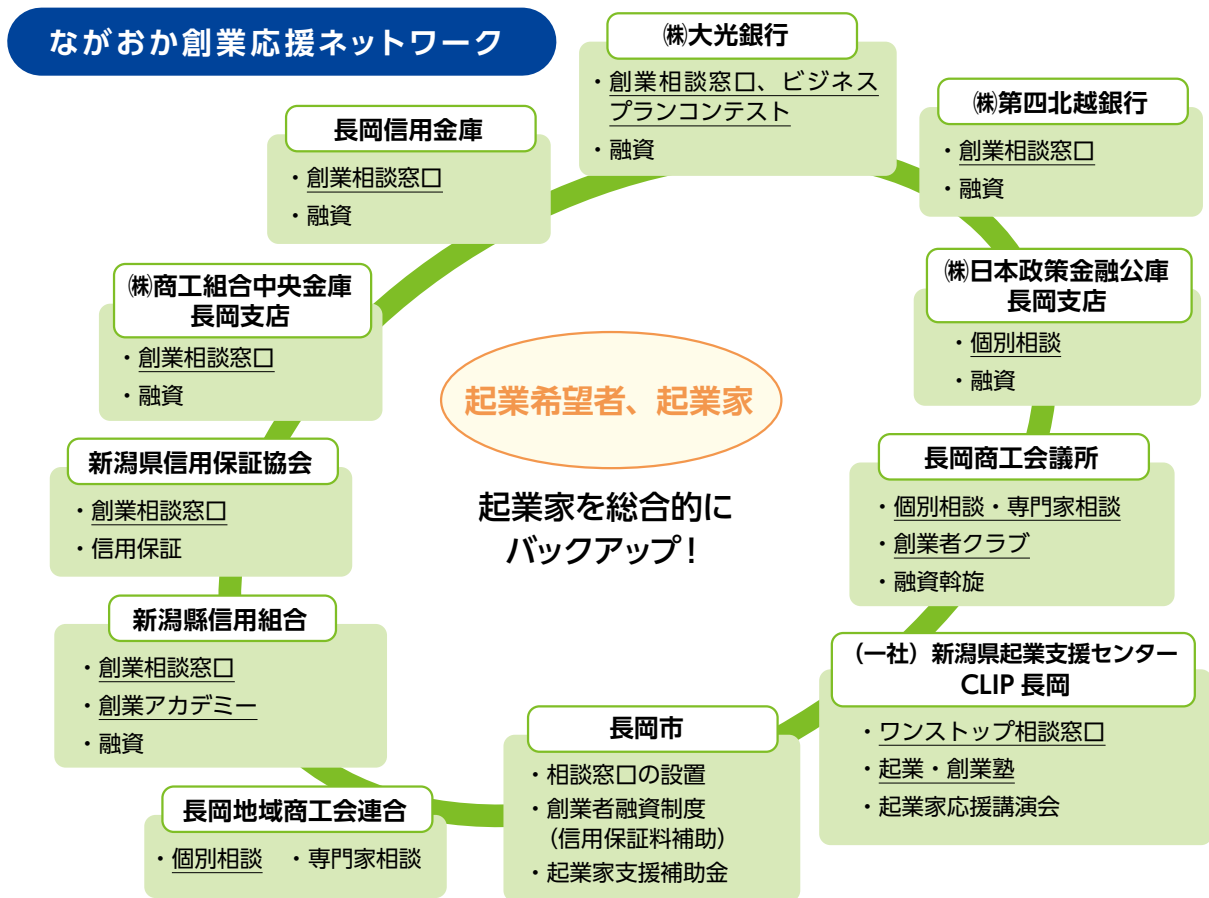 ながおか創業応援ネットワーク
㈱大光銀行
・創業相談窓口、ビジネス
プランコンテスト
・融資
㈱第四北越銀行
・創業相談窓口
・融資
長岡信用金庫
・創業相談窓口
・融資
㈱日本政策金融公庫
長岡支店
・個別相談
・融資
㈱商工組合中央金庫
長岡支店
・創業相談窓口
・融資
起業希望者、起業家
起業家を総合的に
バックアップ！
長岡商工会議所
・個別相談・専門家相談
・創業者クラブ
・融資斡旋
新潟県信用保証協会
・創業相談窓口
・信用保証
新潟縣信用組合
・創業相談窓口
・創業アカデミー
・融資
（一社）新潟県起業支援センター
CLIP 長岡
・ワンストップ相談窓口
・起業・創業塾
・起業家応援講演会
長岡市
・相談窓口の設置
・創業者融資制度
（信用保証料補助）
・起業家支援補助金
長岡地域商工会連合
・個別相談 ・専門家相談